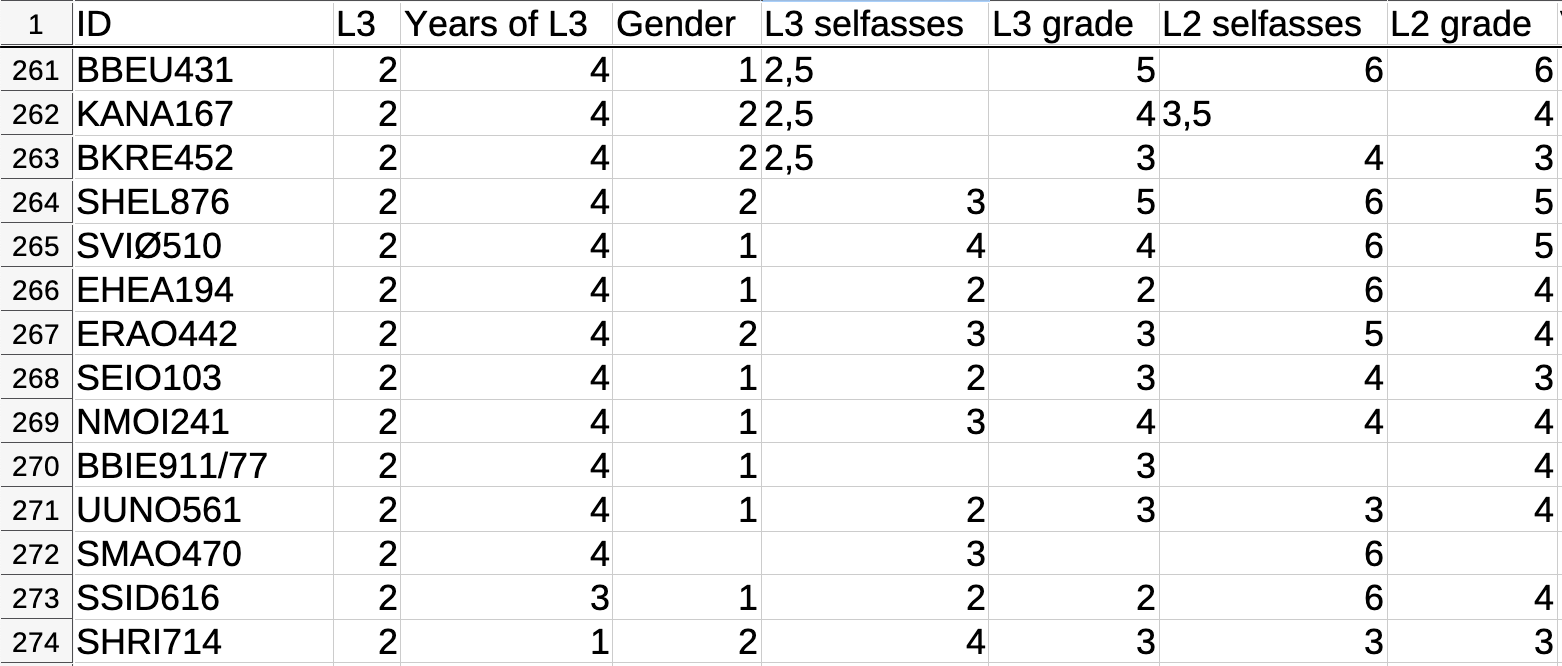 1 ID L3 Years of L3 Gender L3 selfasses L3 grade L2 selfasses L2 grade
261 BBEU431 2 4 1 2,5 5 6 6
262 KANA167 2 4 2 2,5 4 3,5 4
263 BKRE452 2 4 2 2,5 3 4 3
264 SHEL876 2 4 2 3 5 6 5
265 SVIØ510 2 4 1 4 4 6 5
266 EHEA194 2 4 1 2 2 6 4
267 ERAO442 2 4 2 3 3 5 4
268 SEIO103 2 4 1 2 3 4 3
269 NMOI241 2 4 1 3 4 4 4
270 BBIE911/77 2 4 1 3 4
271 UUNO561 2 4 1 2 3 3 4
272 SMAO470 2 4 3 6
273 SSID616 2 3 1 2 2 6 4
274 SHRI714 2 1 2 4 3 3 3